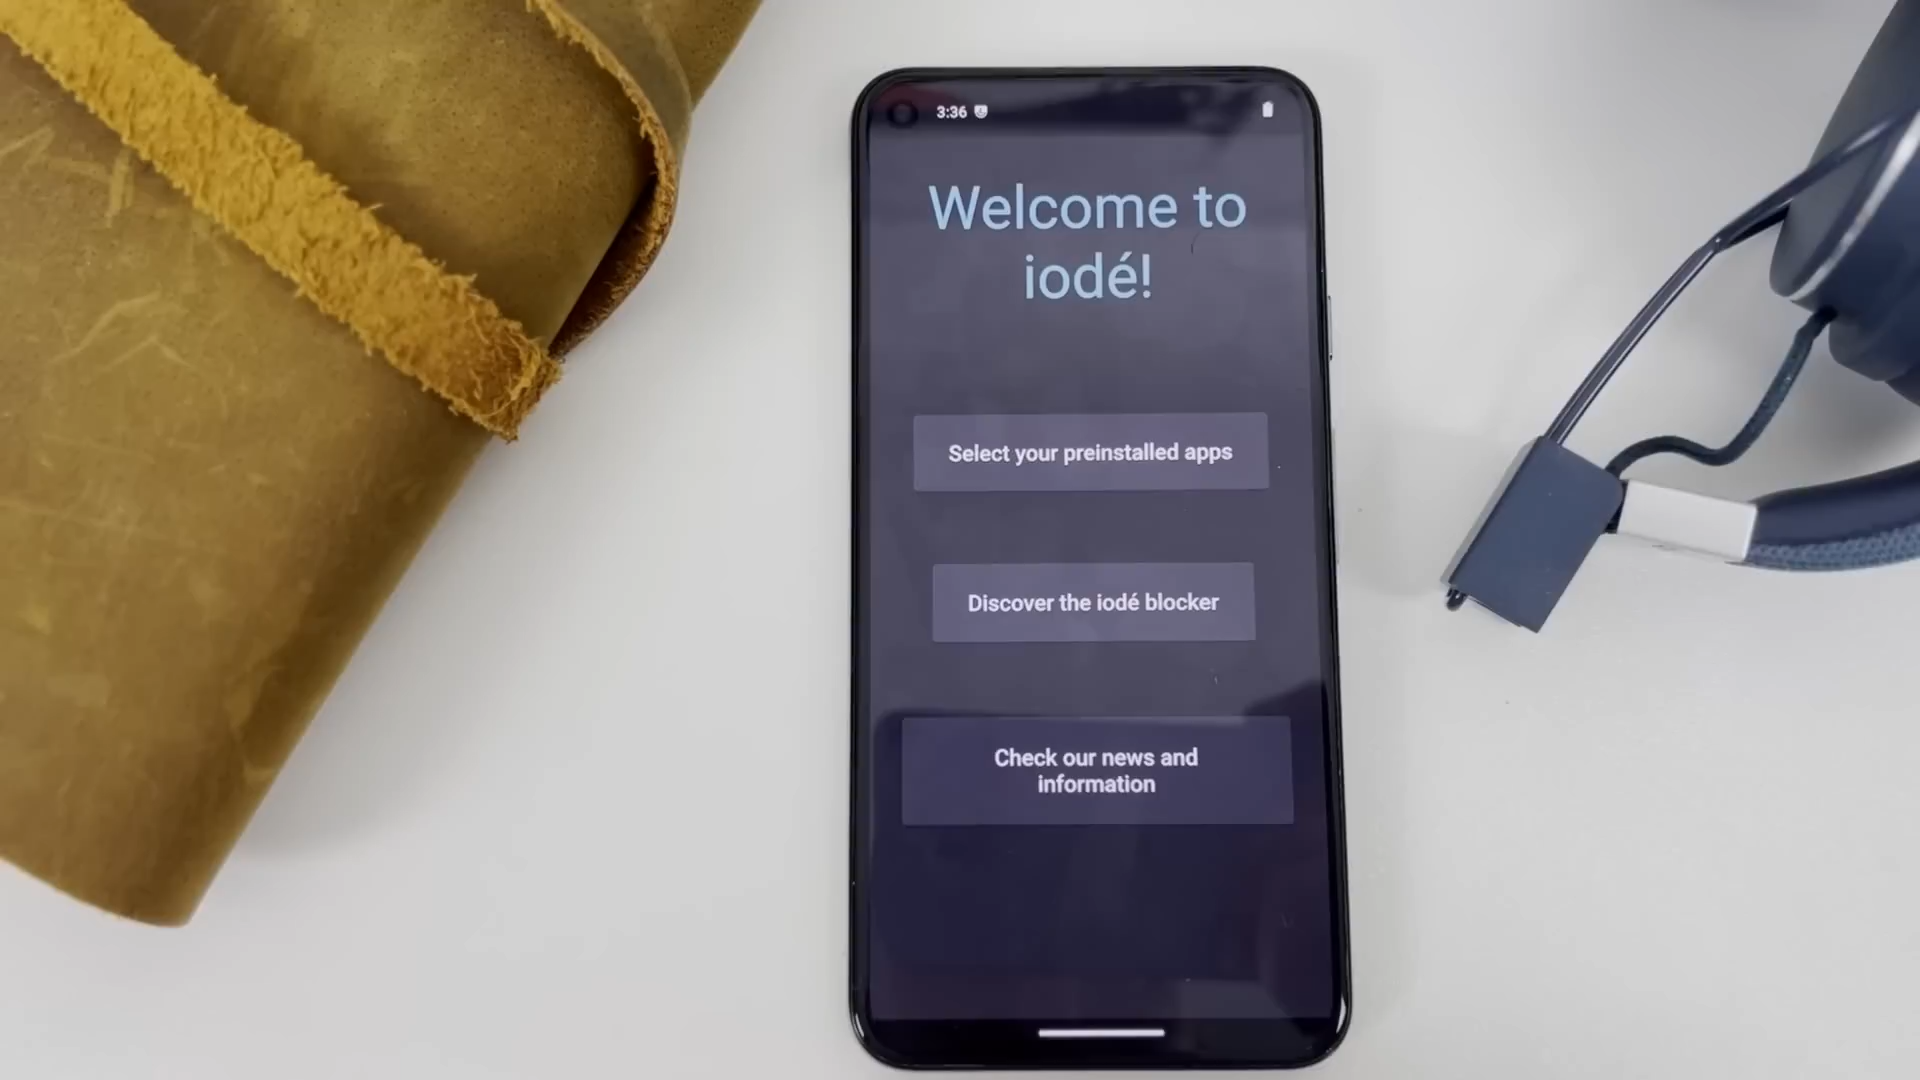 3:36
Welcome to
iodé!
Select your preinstalled apps
Discover the iodé blocker
Check our news and
information